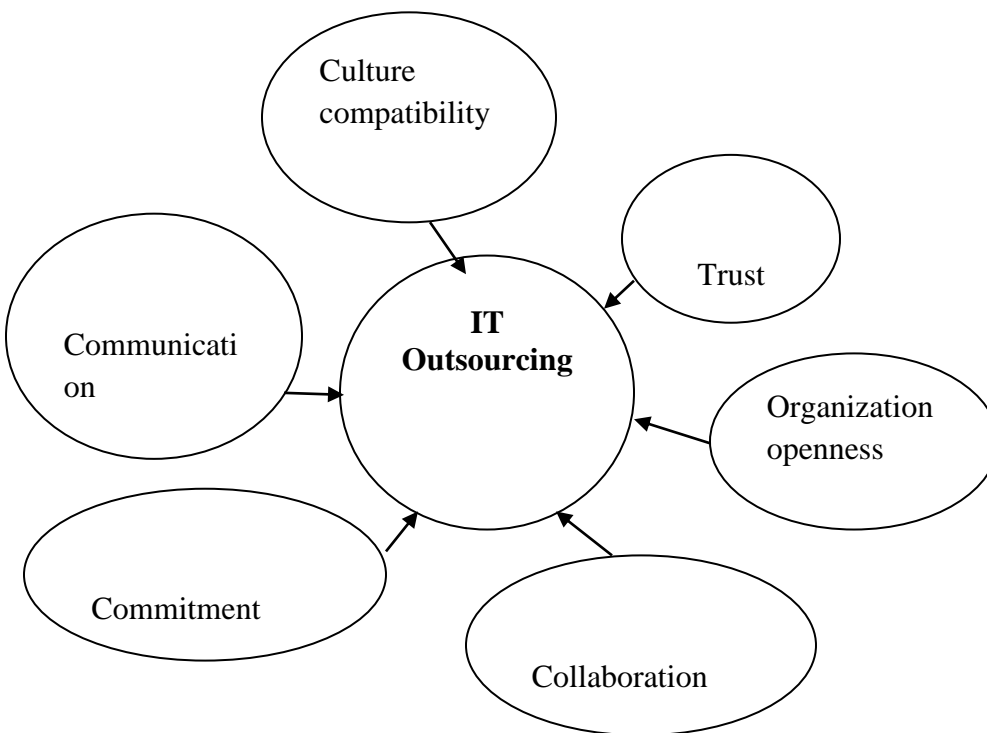 Culture
compatibility
Trust
IT
Outsourcing
Communicati
on
Organization
openness
Commitment
Collaboration